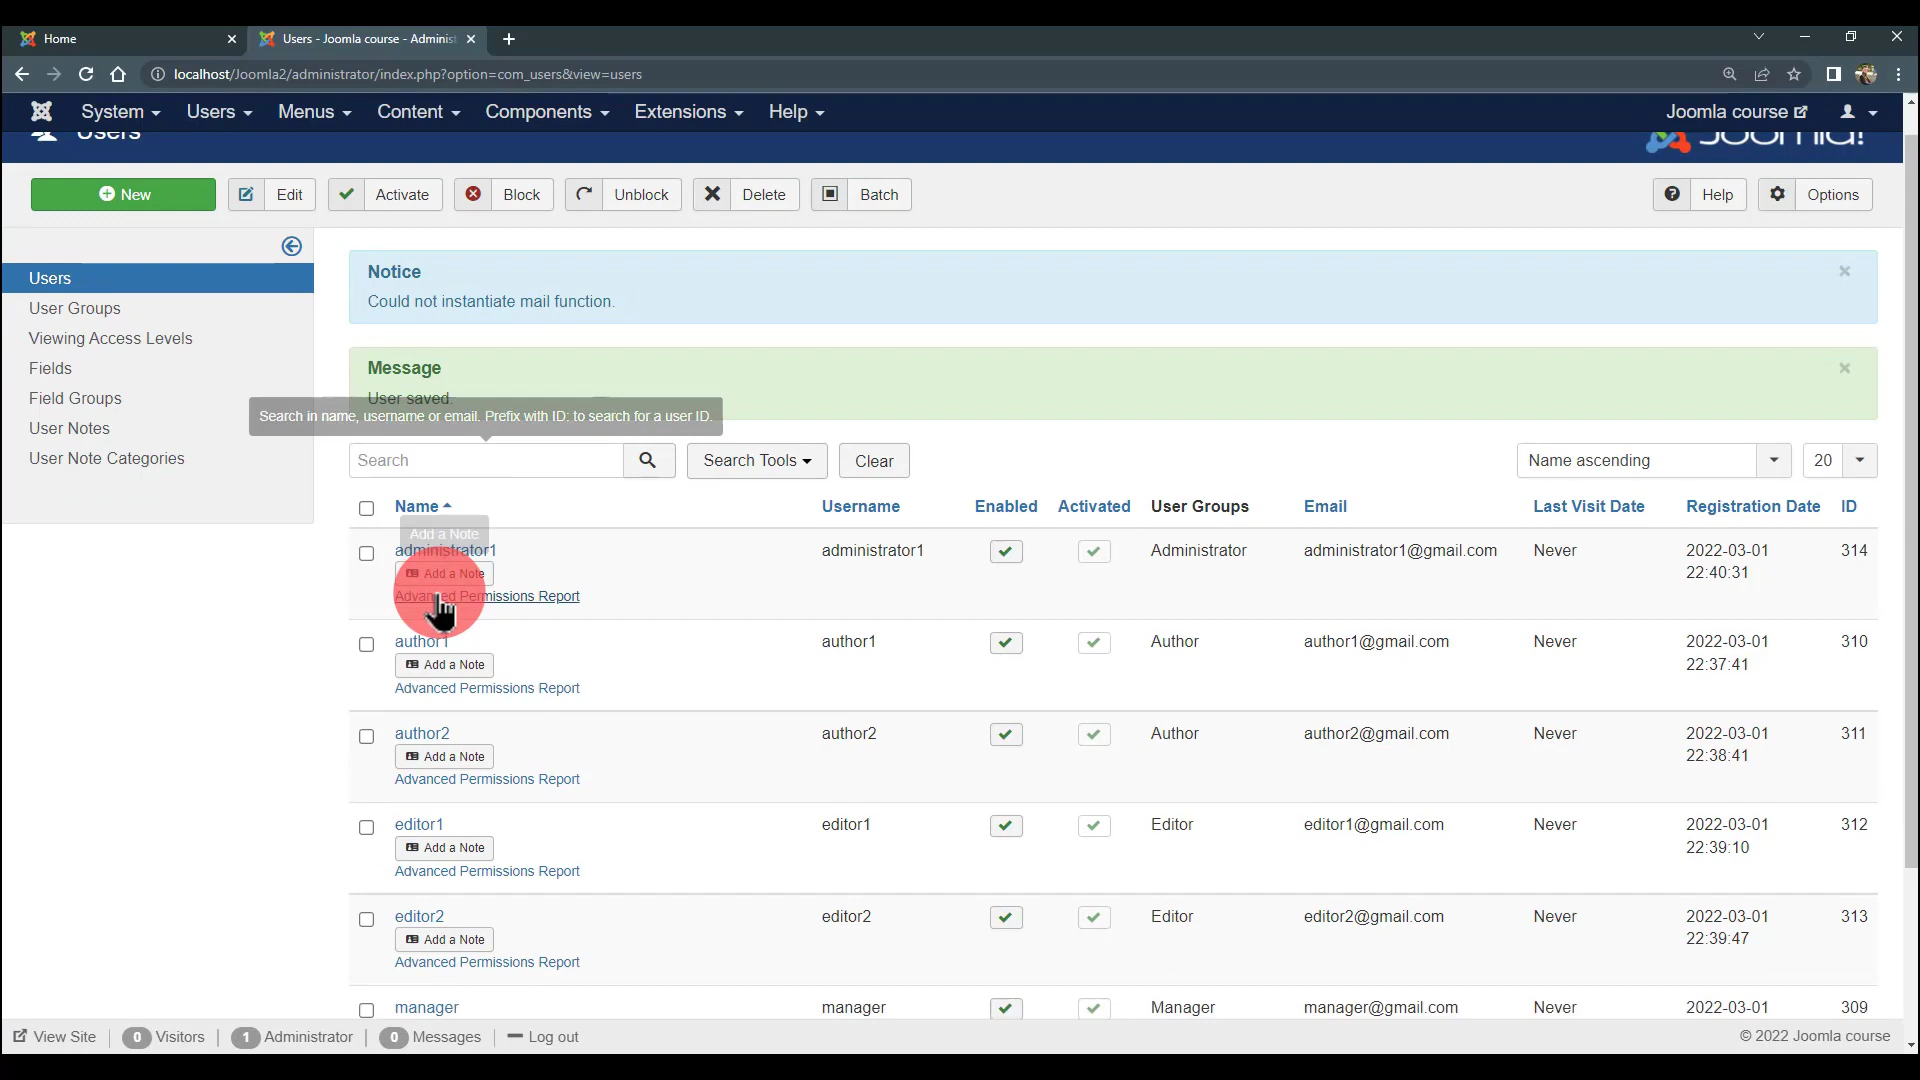 Home
Users - Joomla course - Adminis
localhost/Joomla2/administrator/index.php?option=com_users&view=users
System Users Menus Content Components Extensions Help Joomla course
Users Joomla!
New Edit Activate Block Unblock Delete Batch Help Options
Users
User Groups
Viewing Access Levels
Fields
Field Groups
User Notes
User Note Categories
Notice
Could not instantiate mail function.
Message
User saved.
Search in name, username or email. Prefix with ID: to search for a user ID.
Search Search Tools Clear Name ascending 20
Name Username Enabled Activated User Groups Email Last Visit Date Registration Date ID
Add a Note
administrator1 administrator1 Administrator administrator1@gmail.com Never 2022-03-01 314
Add a Note 22:40:31
Advanced Permissions Report
author1 author1 Author author1@gmail.com Never 2022-03-01 310
Add a Note 22:37:41
Advanced Permissions Report
author2 author2 Author author2@gmail.com Never 2022-03-01 311
Add a Note 22:38:41
Advanced Permissions Report
editor1 editor1 Editor editor1@gmail.com Never 2022-03-01 312
Add a Note 22:39:10
Advanced Permissions Report
editor2 editor2 Editor editor2@gmail.com Never 2022-03-01 313
Add a Note 22:39:47
Advanced Permissions Report
manager manager Manager manager@gmail.com Never 2022-03-01 309
View Site 0 Visitors 1 Administrator 0 Messages Log out © 2022 Joomla course